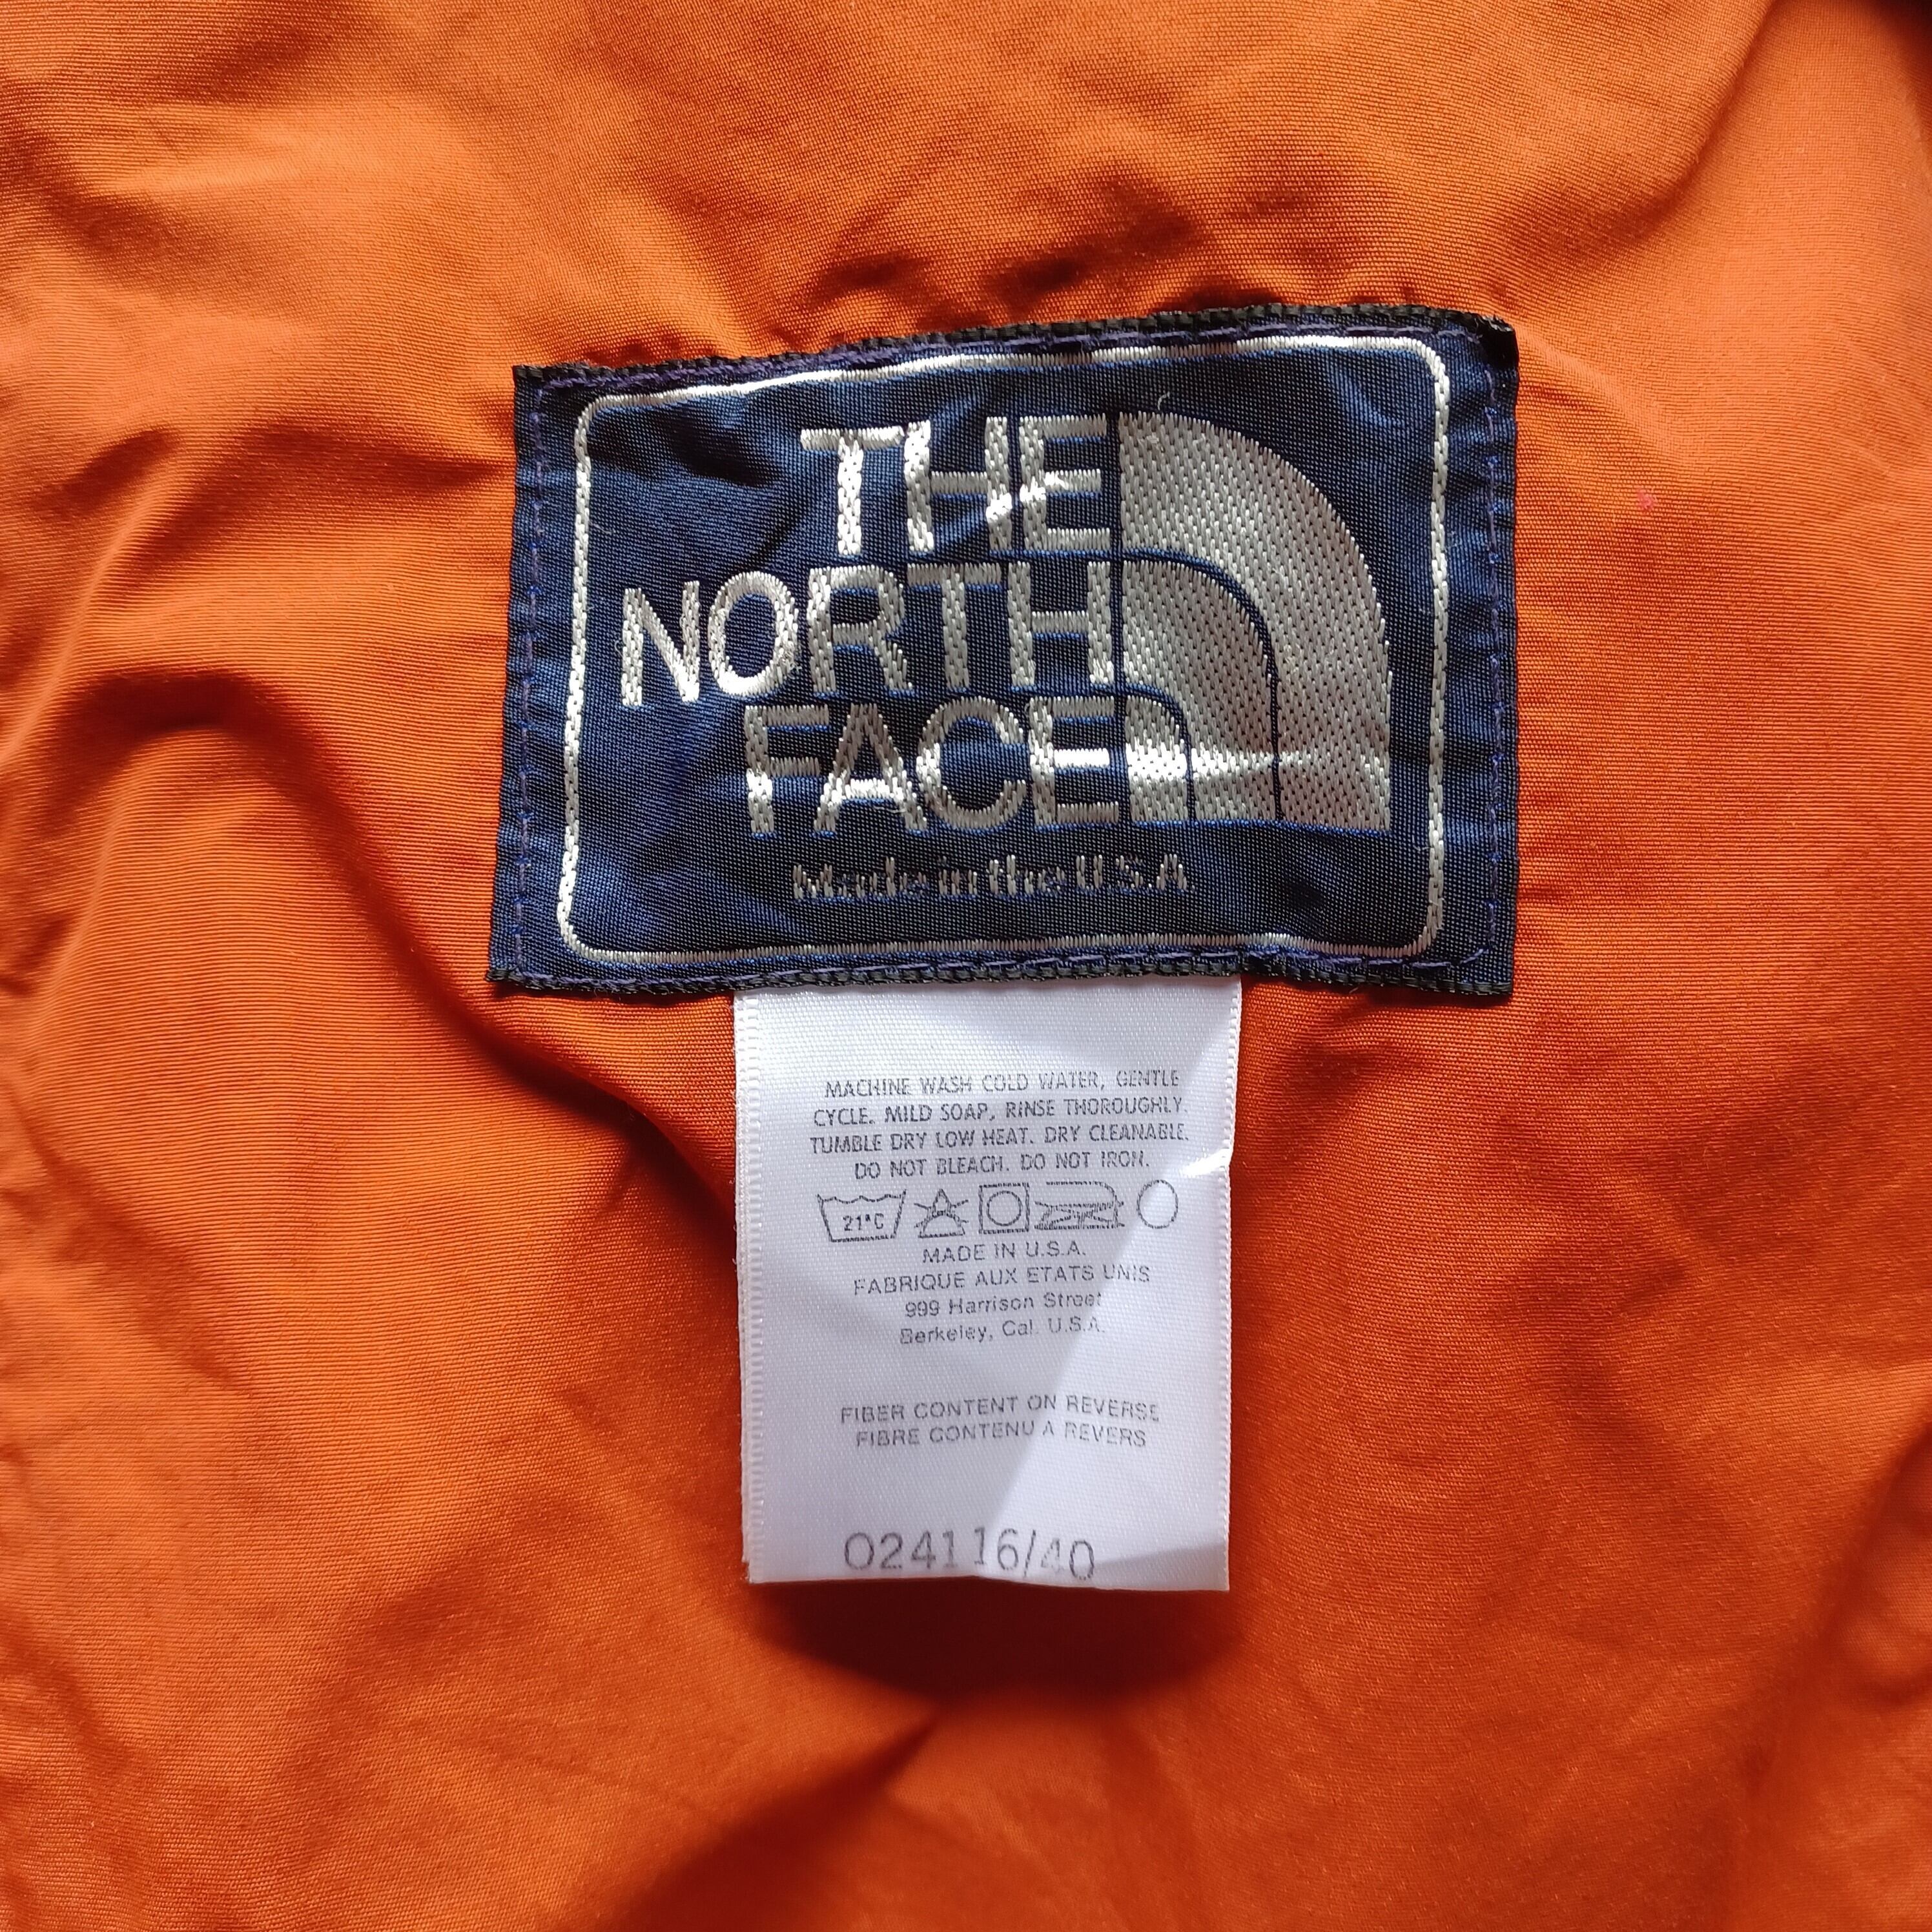 THE
NORTH
FACE
Made in the U.S.A.
MACHINE WASH COLD WATER, GENTLE
CYCLE. MILD SOAP, RINSE THOROUGHLY.
TUMBLE DRY LOW HEAT. DRY CLEANABLE.
DO NOT BLEACH. DO NOT IRON.
21°C
MADE IN U.S.A.
FABRIQUE AUX ETATS UNIS
999 Harrison Street
Berkeley, Cal. U.S.A.
FIBER CONTENT ON REVERSE
FIBRE CONTENU A REVERS
024116/40